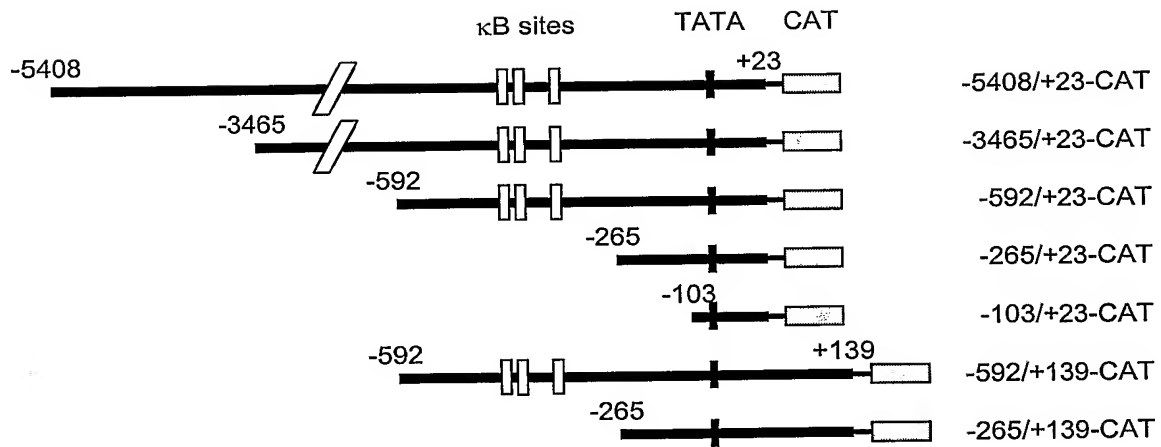 κB sites TATA CAT
-5408 +23 -5408/+23-CAT
-3465 -3465/+23-CAT
-592 -592/+23-CAT
-265 -265/+23-CAT
-103 -103/+23-CAT
-592 +139 -592/+139-CAT
-265 -265/+139-CAT